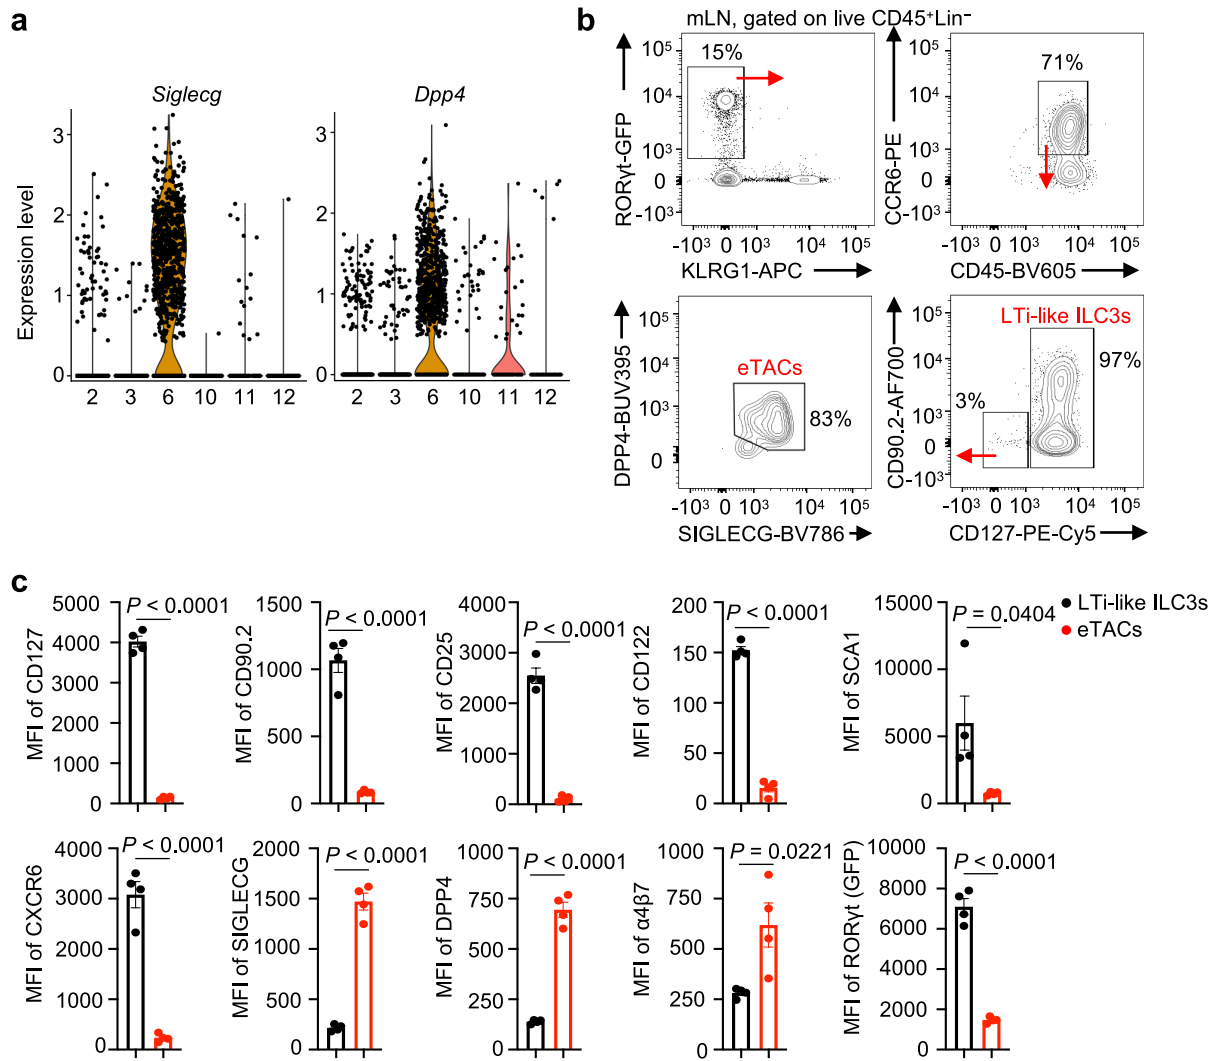 a
Siglecg
Dpp4
Expression level
3
2
1
0
3
2
1
0
2 3 6 10 11 12
2 3 6 10 11 12
b
mLN, gated on live CD45⁺Lin⁻
RORγt-GFP
10⁵
10⁴
10³
0
-10³
15%
-10³ 0 10³ 10⁴ 10⁵
KLRG1-APC
CCR6-PE
10⁵
10⁴
10³
0
-10³
71%
-10³ 0 10³ 10⁴ 10⁵
CD45-BV605
DPP4-BUV395
10⁵
10⁴
10³
0
eTACs
83%
-10³ 0 10³ 10⁴ 10⁵
SIGLECG-BV786
CD90.2-AF700
10⁵
10⁴
10³
0
-10³
LTi-like ILC3s
97%
3%
-10³ 0 10³ 10⁴ 10⁵
CD127-PE-Cy5
c
MFI of CD127
5000
4000
3000
2000
1000
0
P < 0.0001
MFI of CD90.2
1500
1000
500
0
P < 0.0001
MFI of CD25
4000
3000
2000
1000
0
P < 0.0001
MFI of CD122
200
150
100
50
0
P < 0.0001
MFI of SCA1
15000
10000
5000
0
P = 0.0404
LTi-like ILC3s
eTACs
MFI of CXCR6
4000
3000
2000
1000
0
P < 0.0001
MFI of SIGLECG
2000
1500
1000
500
0
P < 0.0001
MFI of DPP4
1000
750
500
250
0
P < 0.0001
MFI of α4β7
1000
750
500
250
0
P = 0.0221
MFI of RORγt (GFP)
10000
8000
6000
4000
2000
0
P < 0.0001